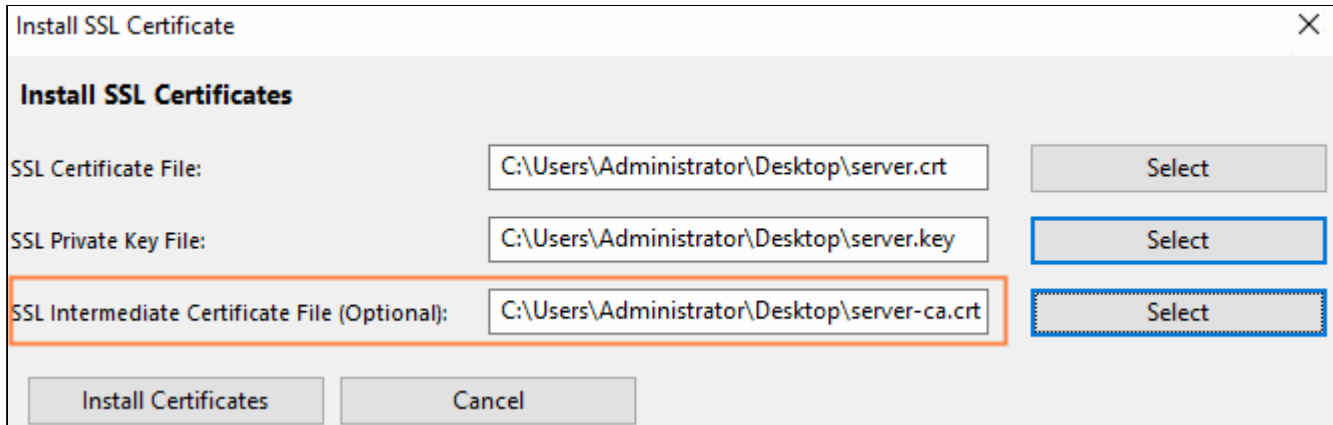 Install SSL Certificate
Install SSL Certificates
SSL Certificate File: C:\Users\Administrator\Desktop\server.crt Select
SSL Private Key File: C:\Users\Administrator\Desktop\server.key Select
SSL Intermediate Certificate File (Optional): C:\Users\Administrator\Desktop\server-ca.crt Select
Install Certificates Cancel